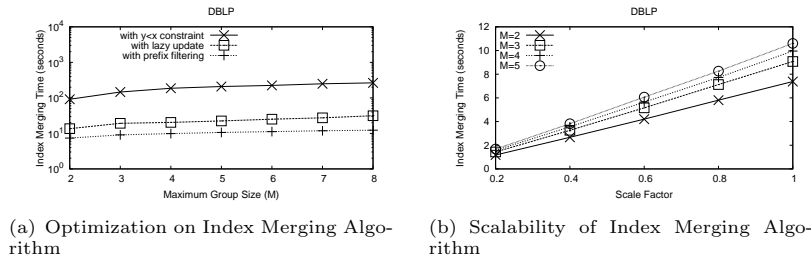 DBLP
10^4
10^3
10^2
10^1
10^0
Index Merging Time (seconds)
with y<x constraint
with lazy update
with prefix filtering
2 3 4 5 6 7 8
Maximum Group Size (M)
(a) Optimization on Index Merging Algo-
rithm
DBLP
12
10
8
6
4
2
0
Index Merging Time (seconds)
M=2
M=3
M=4
M=5
0.2 0.4 0.6 0.8 1
Scale Factor
(b) Scalability of Index Merging Algo-
rithm